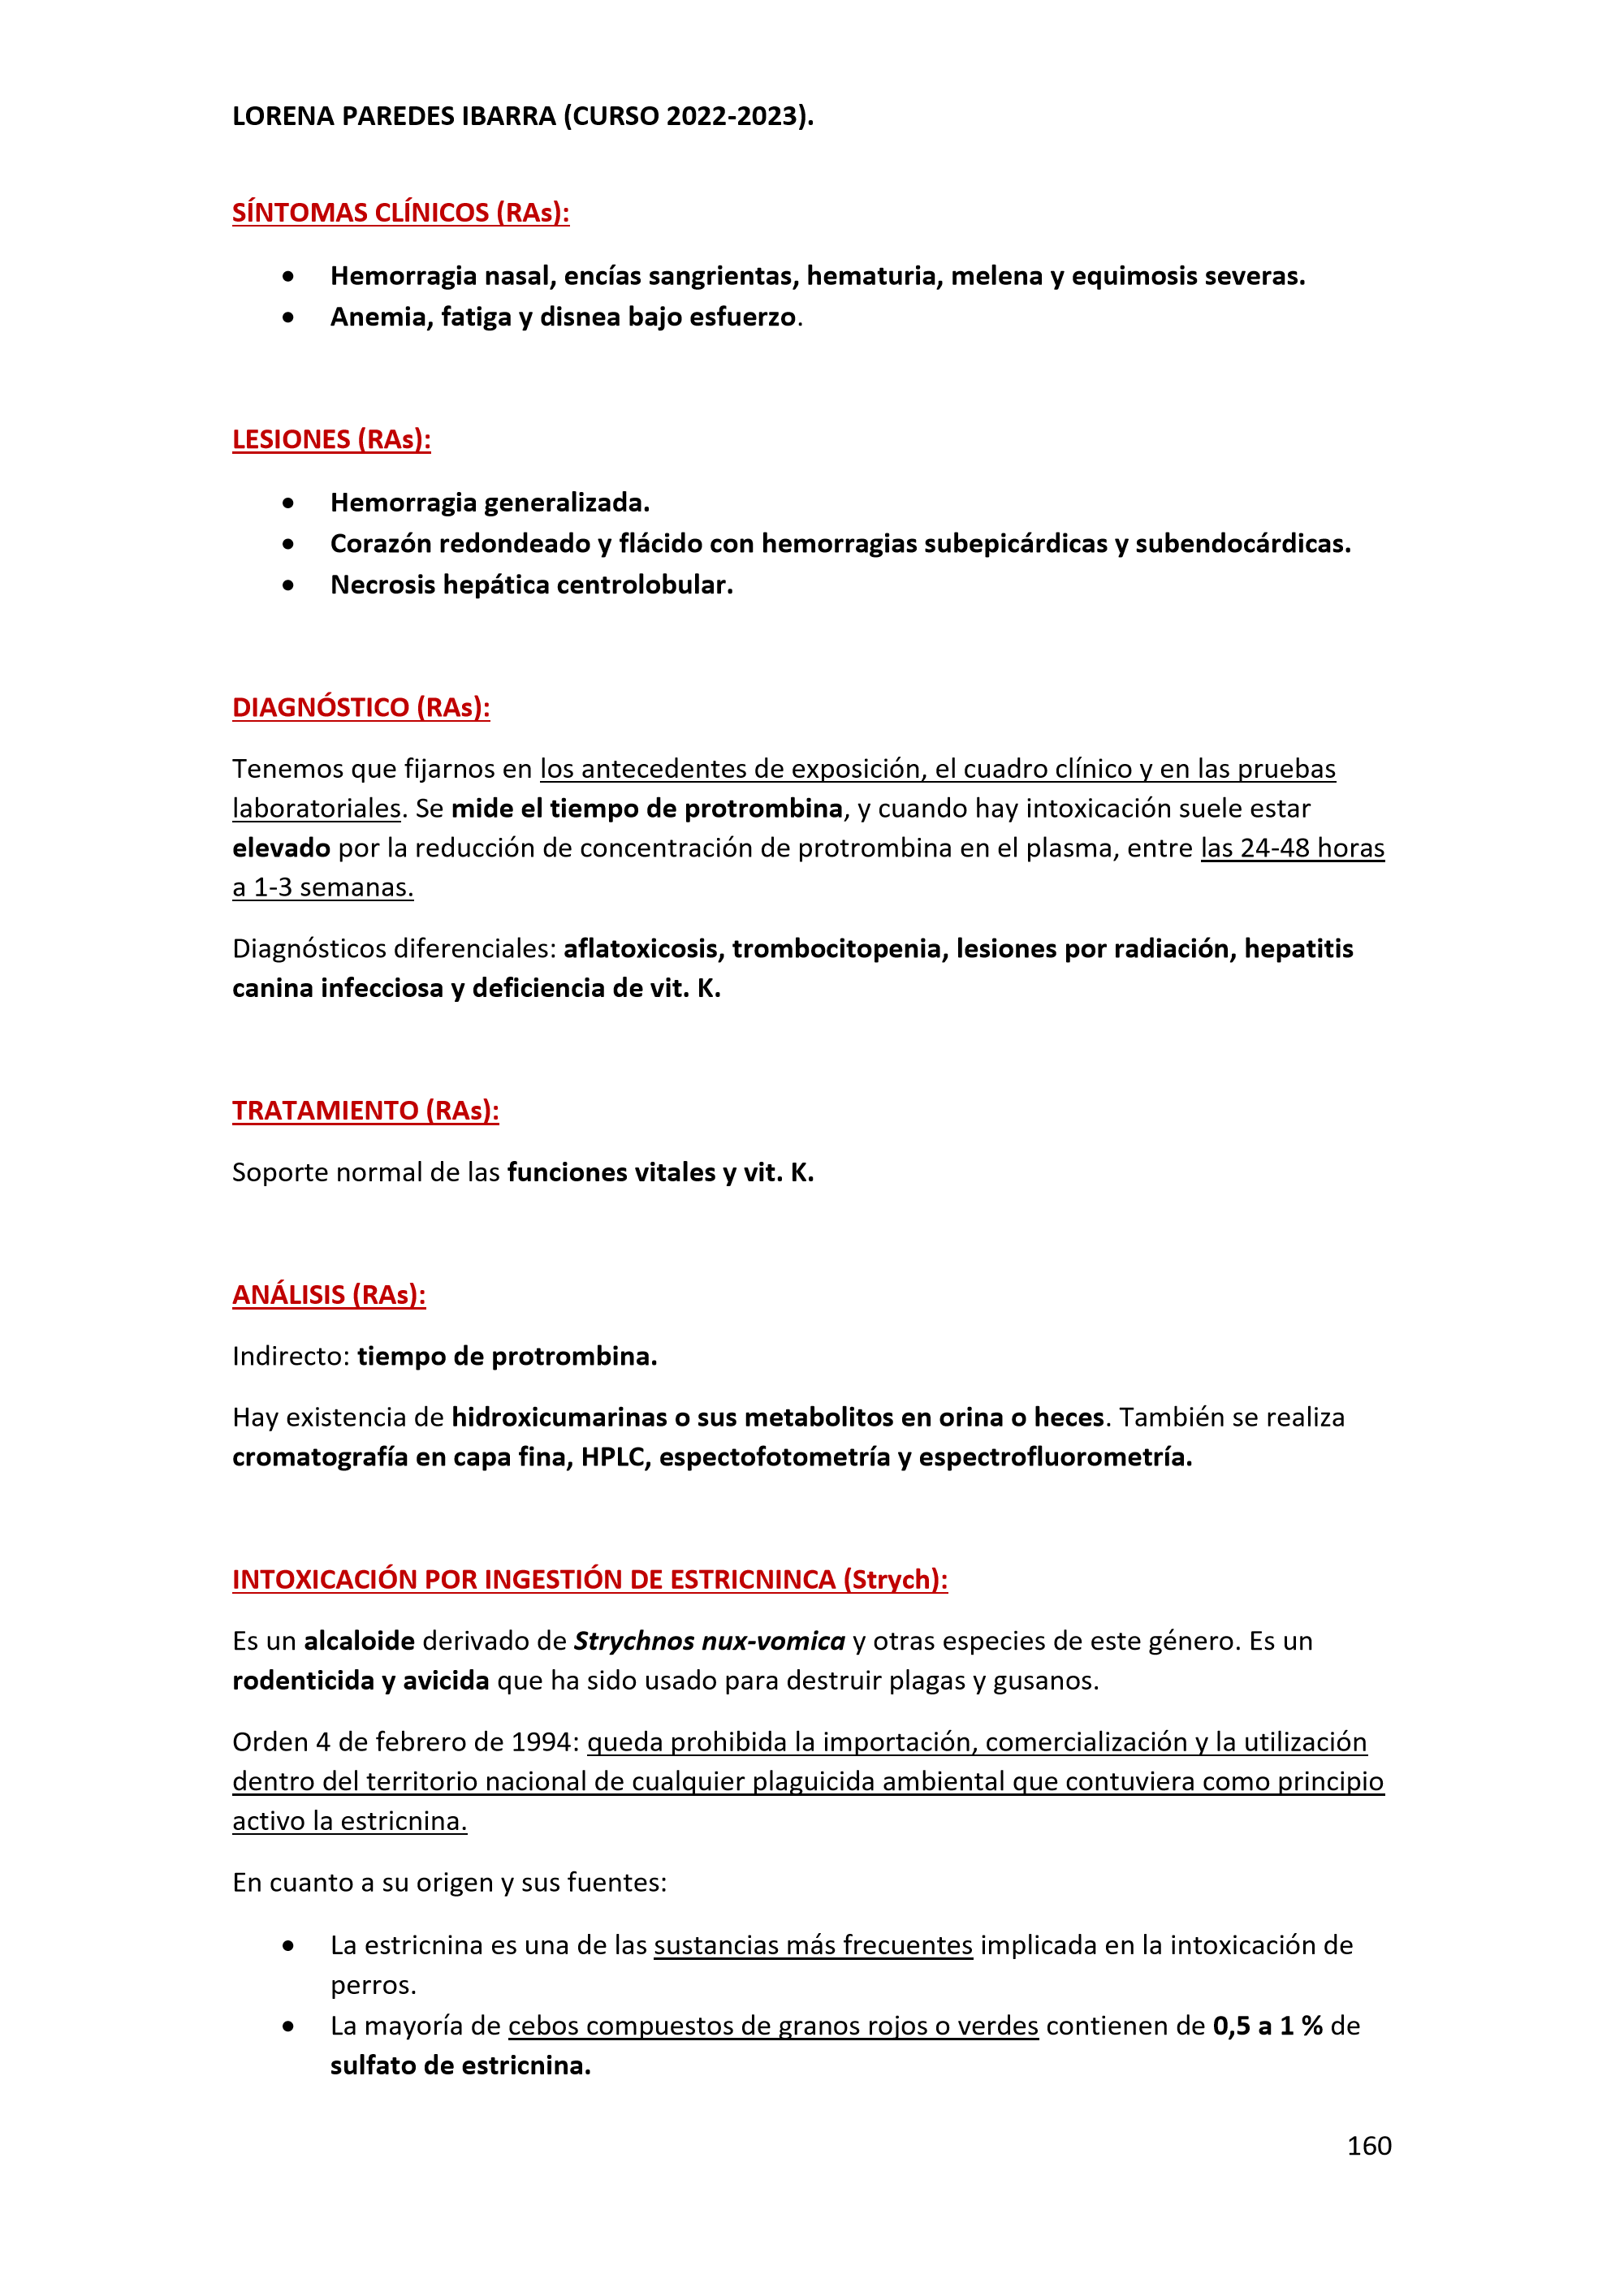 LORENA PAREDES IBARRA (CURSO 2022-2023).
SÍNTOMAS CLÍNICOS (RAs):
• Hemorragia nasal, encías sangrientas, hematuria, melena y equimosis severas.
• Anemia, fatiga y disnea bajo esfuerzo.
LESIONES (RAs):
• Hemorragia generalizada.
• Corazón redondeado y flácido con hemorragias subepicárdicas y subendocárdicas.
• Necrosis hepática centrolobular.
DIAGNÓSTICO (RAs):
Tenemos que fijarnos en los antecedentes de exposición, el cuadro clínico y en las pruebas
laboratoriales. Se mide el tiempo de protrombina, y cuando hay intoxicación suele estar
elevado por la reducción de concentración de protrombina en el plasma, entre las 24-48 horas
a 1-3 semanas.
Diagnósticos diferenciales: aflatoxicosis, trombocitopenia, lesiones por radiación, hepatitis
canina infecciosa y deficiencia de vit. K.
TRATAMIENTO (RAs):
Soporte normal de las funciones vitales y vit. K.
ANÁLISIS (RAs):
Indirecto: tiempo de protrombina.
Hay existencia de hidroxicumarinas o sus metabolitos en orina o heces. También se realiza
cromatografía en capa fina, HPLC, espectofotometría y espectrofluorometría.
INTOXICACIÓN POR INGESTIÓN DE ESTRICNINCA (Strych):
Es un alcaloide derivado de Strychnos nux-vomica y otras especies de este género. Es un
rodenticida y avicida que ha sido usado para destruir plagas y gusanos.
Orden 4 de febrero de 1994: queda prohibida la importación, comercialización y la utilización
dentro del territorio nacional de cualquier plaguicida ambiental que contuviera como principio
activo la estricnina.
En cuanto a su origen y sus fuentes:
• La estricnina es una de las sustancias más frecuentes implicada en la intoxicación de
perros.
• La mayoría de cebos compuestos de granos rojos o verdes contienen de 0,5 a 1 % de
sulfato de estricnina.
160